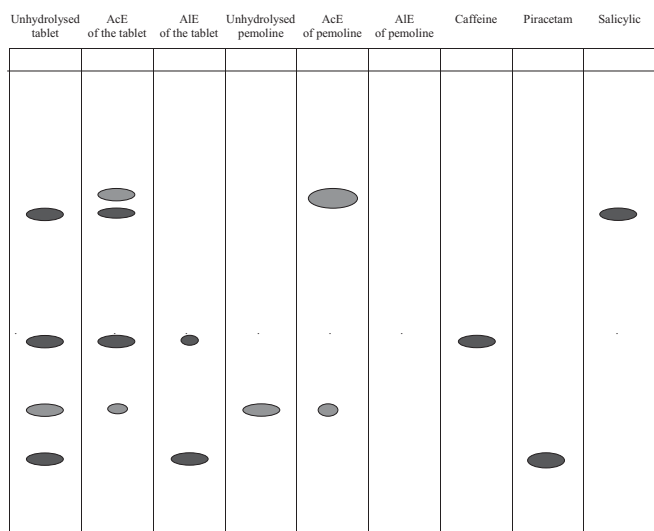 Unhydrolysed AcE AlE Unhydrolysed AcE AlE Caffeine Piracetam Salicylic
tablet of the tablet of the tablet pemoline of pemoline of pemoline